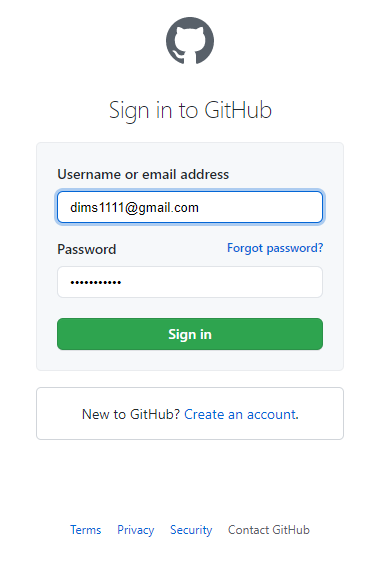 Sign in to GitHub
Username or email address
dims1111@gmail.com
Password Forgot password?
•••••••••••
Sign in
New to GitHub? Create an account.
Terms Privacy Security Contact GitHub